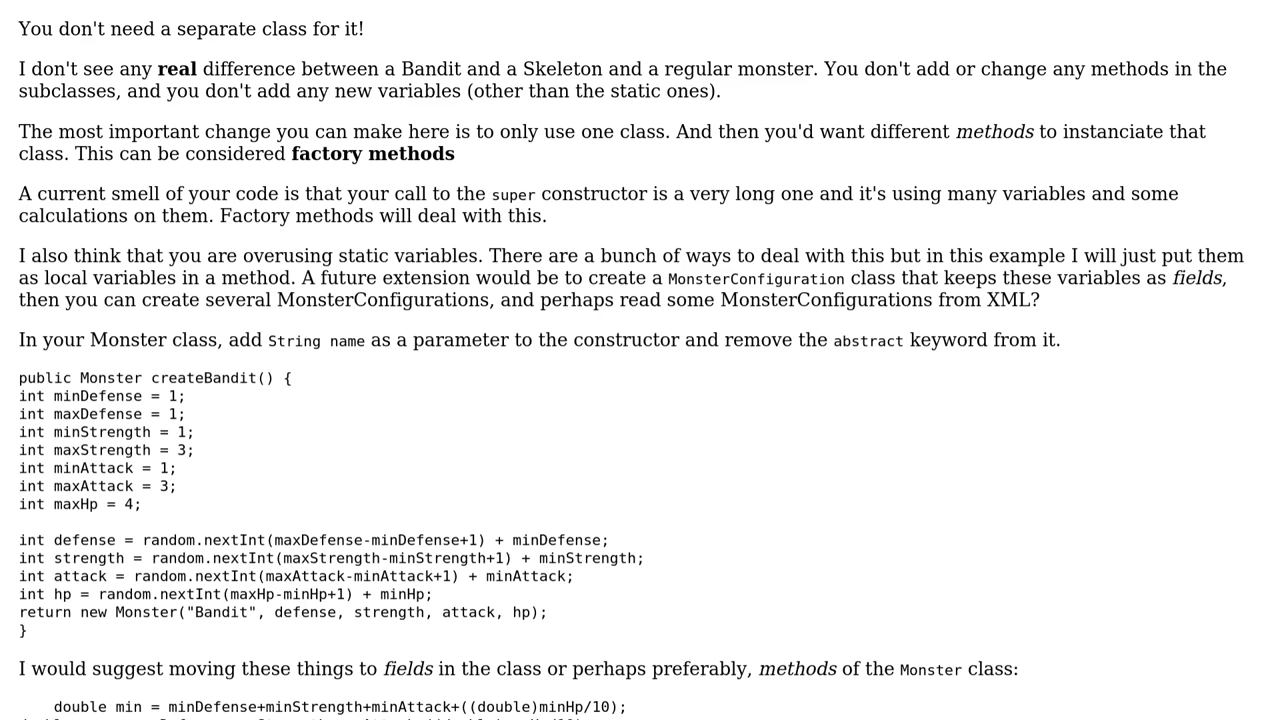 You don't need a separate class for it!
I don't see any real difference between a Bandit and a Skeleton and a regular monster. You don't add or change any methods in the
subclasses, and you don't add any new variables (other than the static ones).
The most important change you can make here is to only use one class. And then you'd want different methods to instanciate that
class. This can be considered factory methods
A current smell of your code is that your call to the super constructor is a very long one and it's using many variables and some
calculations on them. Factory methods will deal with this.
I also think that you are overusing static variables. There are a bunch of ways to deal with this but in this example I will just put them
as local variables in a method. A future extension would be to create a MonsterConfiguration class that keeps these variables as fields,
then you can create several MonsterConfigurations, and perhaps read some MonsterConfigurations from XML?
In your Monster class, add String name as a parameter to the constructor and remove the abstract keyword from it.
public Monster createBandit() {
int minDefense = 1;
int maxDefense = 1;
int minStrength = 1;
int maxStrength = 3;
int minAttack = 1;
int maxAttack = 3;
int maxHp = 4;
int defense = random.nextInt(maxDefense-minDefense+1) + minDefense;
int strength = random.nextInt(maxStrength-minStrength+1) + minStrength;
int attack = random.nextInt(maxAttack-minAttack+1) + minAttack;
int hp = random.nextInt(maxHp-minHp+1) + minHp;
return new Monster("Bandit", defense, strength, attack, hp);
}
I would suggest moving these things to fields in the class or perhaps preferably, methods of the Monster class:
double min = minDefense+minStrength+minAttack+((double)minHp/10);